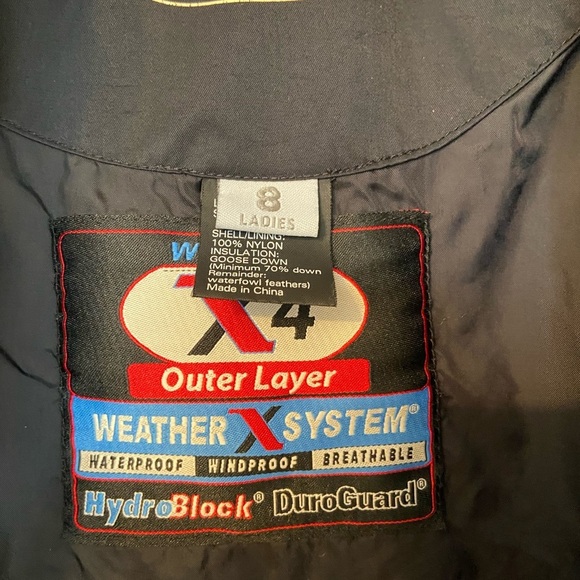 8
LADIES
SHELL/LINING:
100% NYLON
INSULATION:
GOOSE DOWN
(Minimum 70% down
Remainder:
waterfowl feathers)
Made in China
X4
Outer Layer
WEATHER X SYSTEM®
WATERPROOF WINDPROOF BREATHABLE
HydroBlock® DuroGuard®